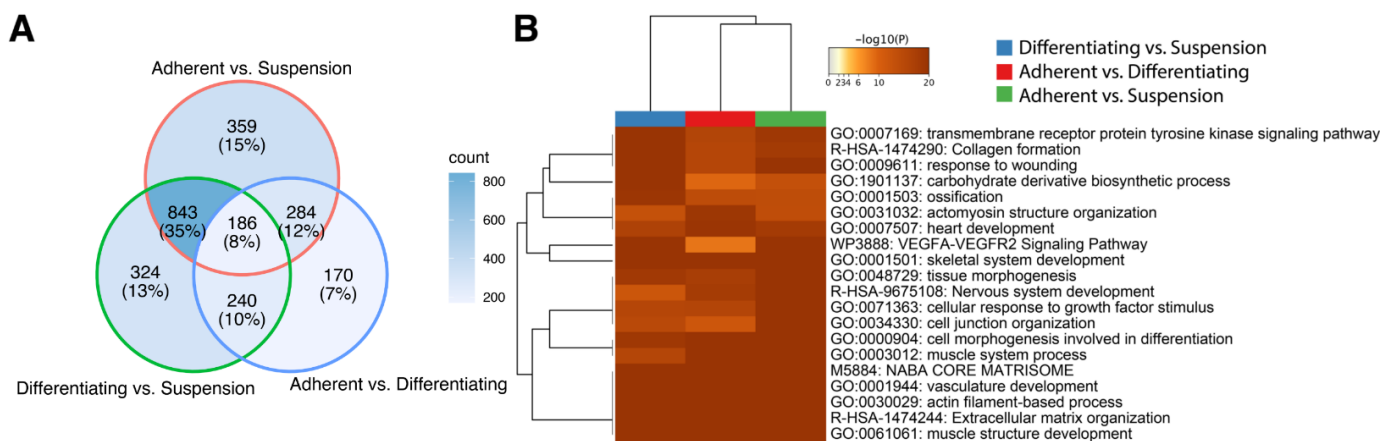 A
Adherent vs. Suspension
359
(15%)
843
(35%)
186
(8%)
284
(12%)
324
(13%)
240
(10%)
170
(7%)
Differentiating vs. Suspension
Adherent vs. Differentiating
count
800
600
400
200
B
−log10(P)
0 2 3 4 6 10 20
Differentiating vs. Suspension
Adherent vs. Differentiating
Adherent vs. Suspension
GO:0007169: transmembrane receptor protein tyrosine kinase signaling pathway
R-HSA-1474290: Collagen formation
GO:0009611: response to wounding
GO:1901137: carbohydrate derivative biosynthetic process
GO:0001503: ossification
GO:0031032: actomyosin structure organization
GO:0007507: heart development
WP3888: VEGFA-VEGFR2 Signaling Pathway
GO:0001501: skeletal system development
GO:0048729: tissue morphogenesis
R-HSA-9675108: Nervous system development
GO:0071363: cellular response to growth factor stimulus
GO:0034330: cell junction organization
GO:0000904: cell morphogenesis involved in differentiation
GO:0003012: muscle system process
M5884: NABA CORE MATRISOME
GO:0001944: vasculature development
GO:0030029: actin filament-based process
R-HSA-1474244: Extracellular matrix organization
GO:0061061: muscle structure development